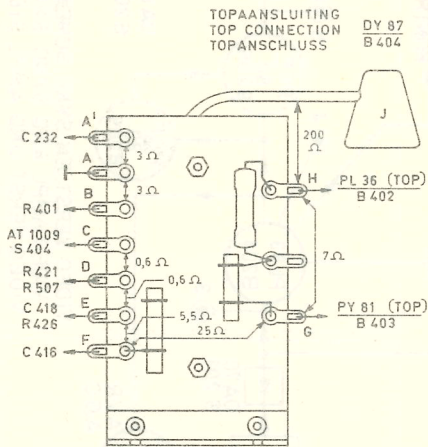 TOPAANSLUITING
TOP CONNECTION
TOPANSCHLUSS
DY 87
B 404
J
A'
C 232
3 Ω
A
3 Ω
B
R 401
C
AT 1009
S 404
0,6 Ω
D
R 421
R 507
0,6 Ω
E
C 418
R 426
5,5 Ω
25 Ω
F
C 416
200
Ω
H
PL 36 (TOP)
B 402
7 Ω
PY 81 (TOP)
B 403
G